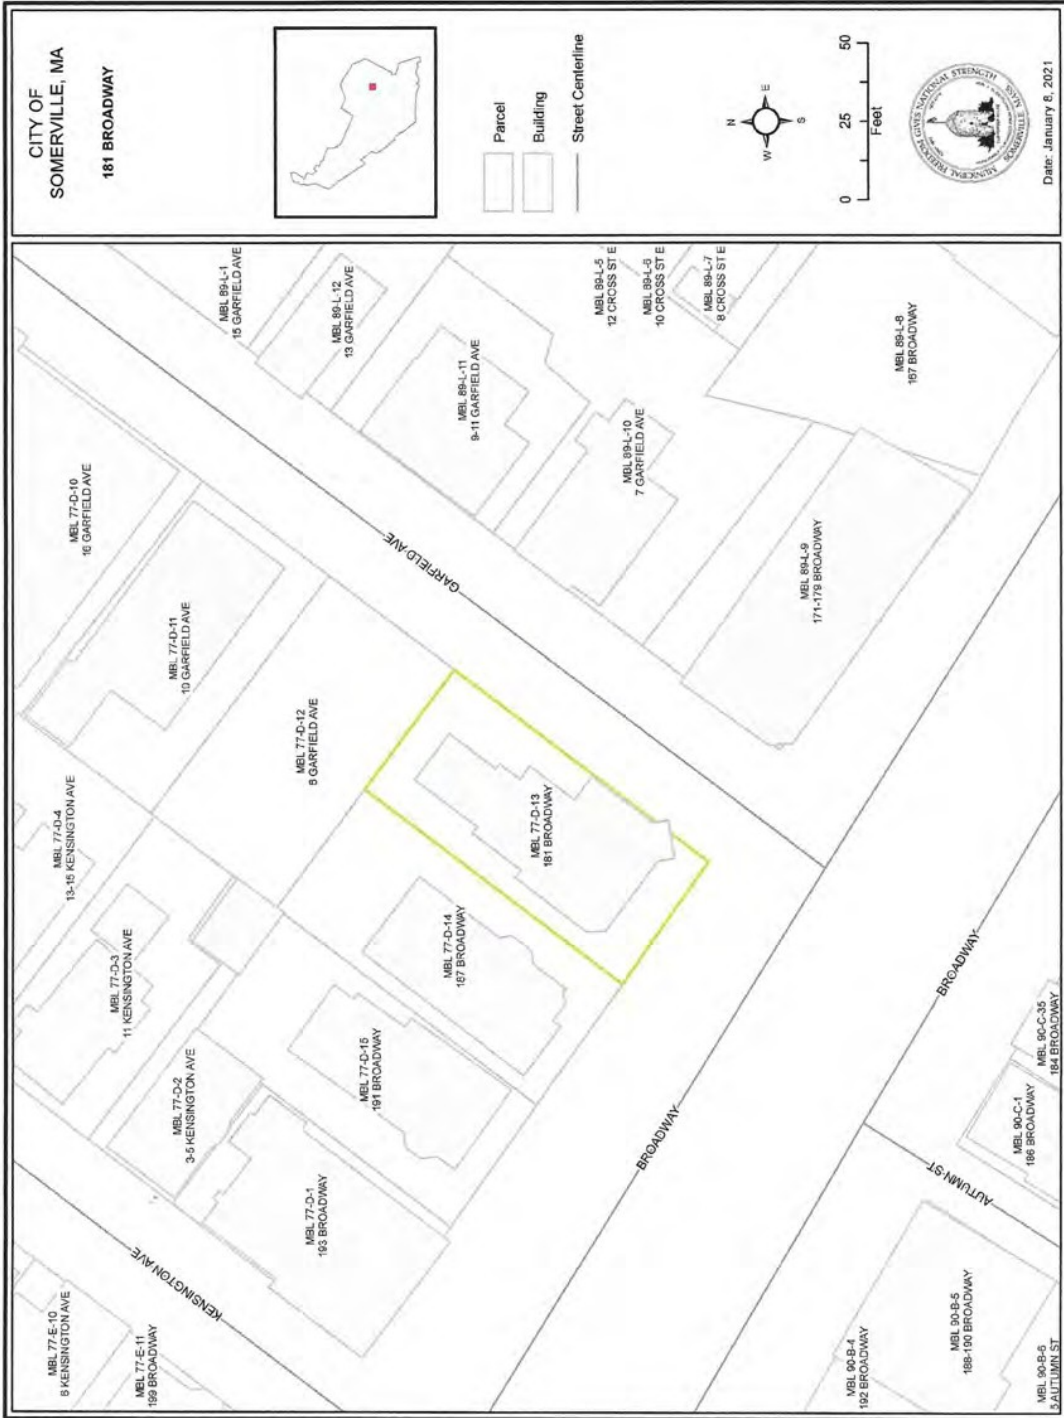 CITY OF
SOMERVILLE, MA
181 BROADWAY
Parcel
Building
Street Centerline
N
W
E
S
0
25
50
Feet
MUNICIPAL FREEDOM GIVES NATIONAL STRENGTH
SOMERVILLE MASS
Date: January 8, 2021
MBL 77-E-10
6 KENSINGTON AVE
MBL 77-E-11
199 BROADWAY
KENSINGTON AVE
MBL 77-D-4
13-15 KENSINGTON AVE
MBL 77-D-3
11 KENSINGTON AVE
MBL 77-D-2
3-5 KENSINGTON AVE
MBL 77-D-1
193 BROADWAY
MBL 77-D-15
191 BROADWAY
MBL 77-D-14
187 BROADWAY
MBL 77-D-13
181 BROADWAY
MBL 77-D-12
8 GARFIELD AVE
MBL 77-D-11
10 GARFIELD AVE
MBL 77-D-10
16 GARFIELD AVE
GARFIELD AVE
MBL 89-L-1
15 GARFIELD AVE
MBL 89-L-12
13 GARFIELD AVE
MBL 89-L-11
9-11 GARFIELD AVE
MBL 89-L-10
7 GARFIELD AVE
MBL 89-L-5
12 CROSS ST E
MBL 89-L-6
10 CROSS ST E
MBL 89-L-7
8 CROSS ST E
MBL 89-L-8
167 BROADWAY
MBL 89-L-9
171-179 BROADWAY
BROADWAY
BROADWAY
AUTUMN ST
MBL 90-C-35
184 BROADWAY
MBL 90-C-1
186 BROADWAY
MBL 90-B-4
192 BROADWAY
MBL 90-B-5
188-190 BROADWAY
MBL 90-B-6
5 AUTUMN ST